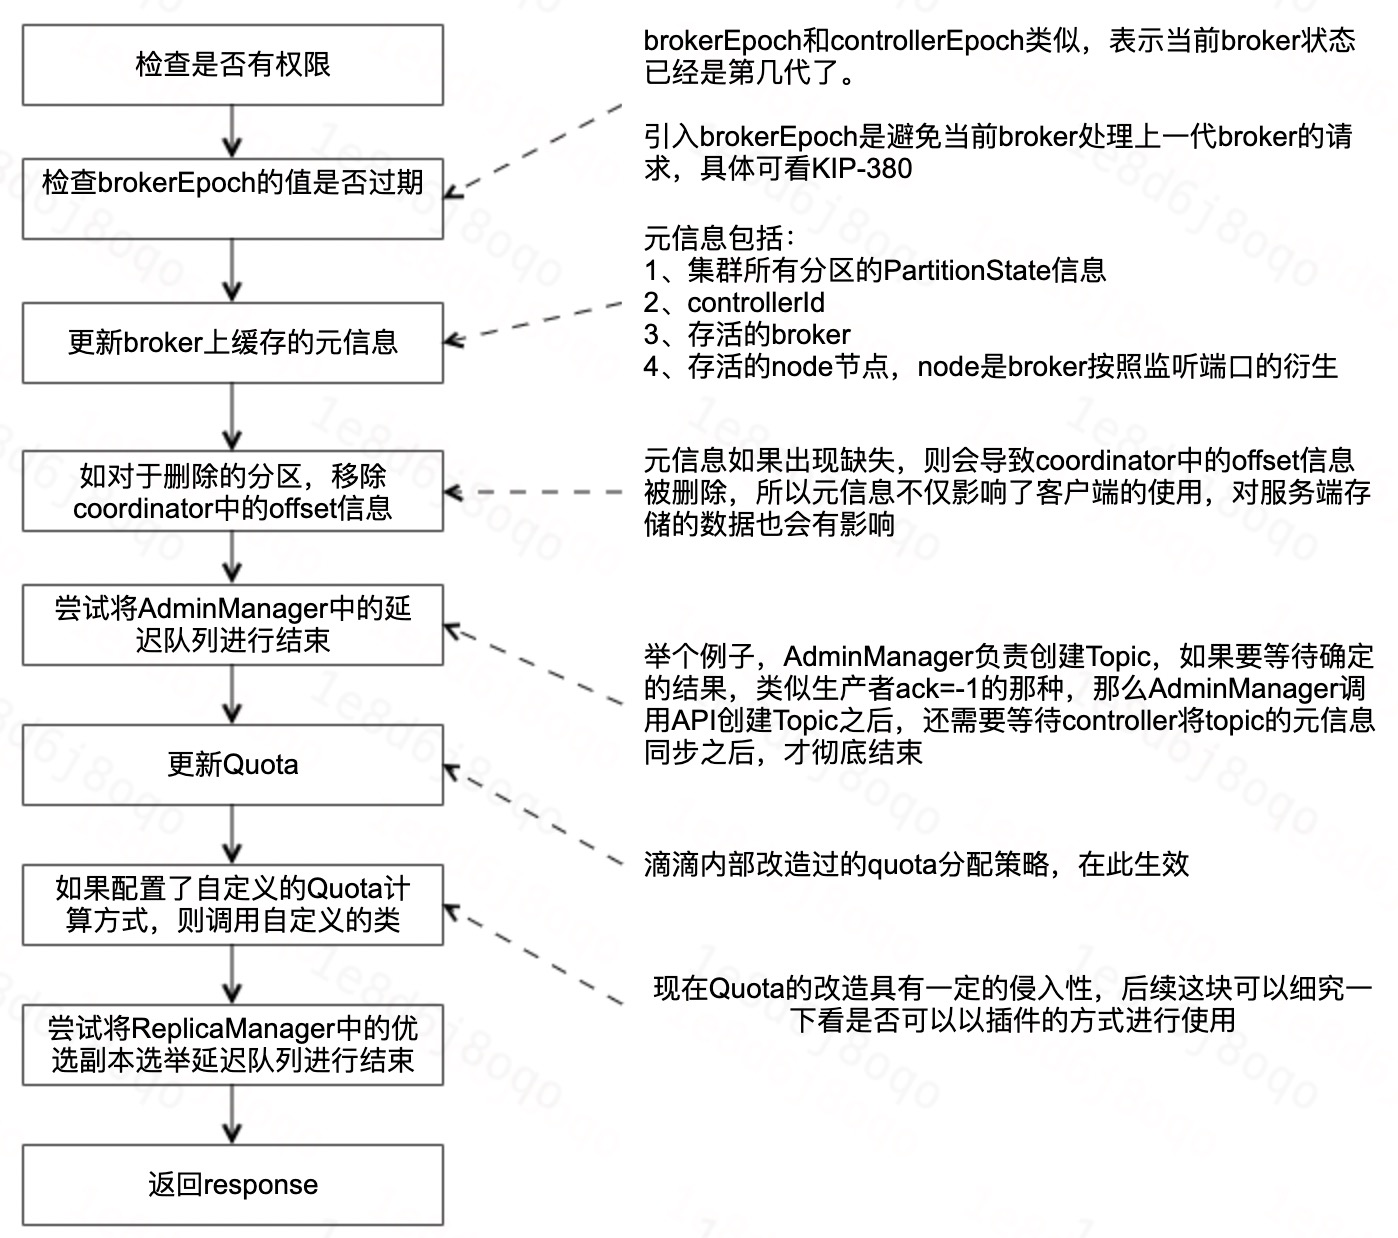 检查是否有权限
brokerEpoch和controllerEpoch类似，表示当前broker状态
已经是第几代了。
引入brokerEpoch是避免当前broker处理上一代broker的请
求，具体可看KIP-380
检查brokerEpoch的值是否过期
元信息包括：
1、集群所有分区的PartitionState信息
2、controllerId
3、存活的broker
4、存活的node节点，node是broker按照监听端口的衍生
更新broker上缓存的元信息
如对于删除的分区，移除
coordinator中的offset信息
元信息如果出现缺失，则会导致coordinator中的offset信息
被删除，所以元信息不仅影响了客户端的使用，对服务端存
储的数据也会有影响
尝试将AdminManager中的延
迟队列进行结束
举个例子，AdminManager负责创建Topic，如果要等待确定
的结果，类似生产者ack=-1的那种，那么AdminManager调
用API创建Topic之后，还需要等待controller将topic的元信息
同步之后，才彻底结束
更新Quota
滴滴内部改造过的quota分配策略，在此生效
如果配置了自定义的Quota计
算方式，则调用自定义的类
现在Quota的改造具有一定的侵入性，后续这块可以细究一
下看是否可以以插件的方式进行使用
尝试将ReplicaManager中的优
选副本选举延迟队列进行结束
返回response
1e8d6j8oqo